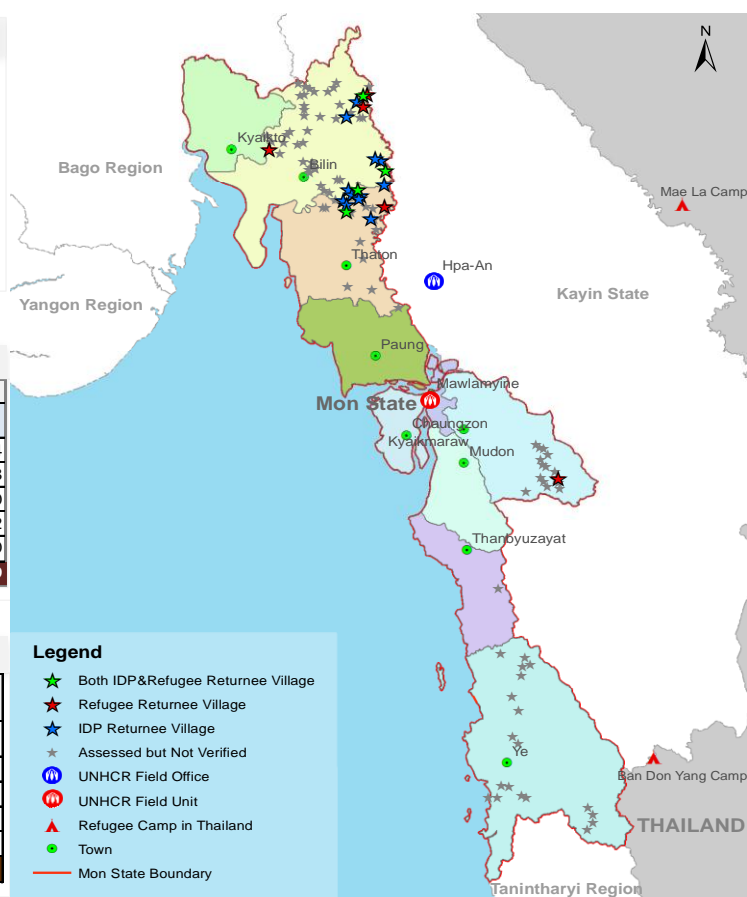 N
Kyaikto
Bago Region
Bilin
Mae La Camp
Thaton
Hpa-An
Kayin State
Yangon Region
Paung
Mawlamyine
Mon State
Chaungzon
Kyaikmaraw
Mudon
Thanbyuzayat
Legend
Both IDP&Refugee Returnee Village
Refugee Returnee Village
IDP Returnee Village
Assessed but Not Verified
UNHCR Field Office
UNHCR Field Unit
Refugee Camp in Thailand
Town
Mon State Boundary
Ye
Ban Don Yang Camp
THAILAND
Tanintharyi Region